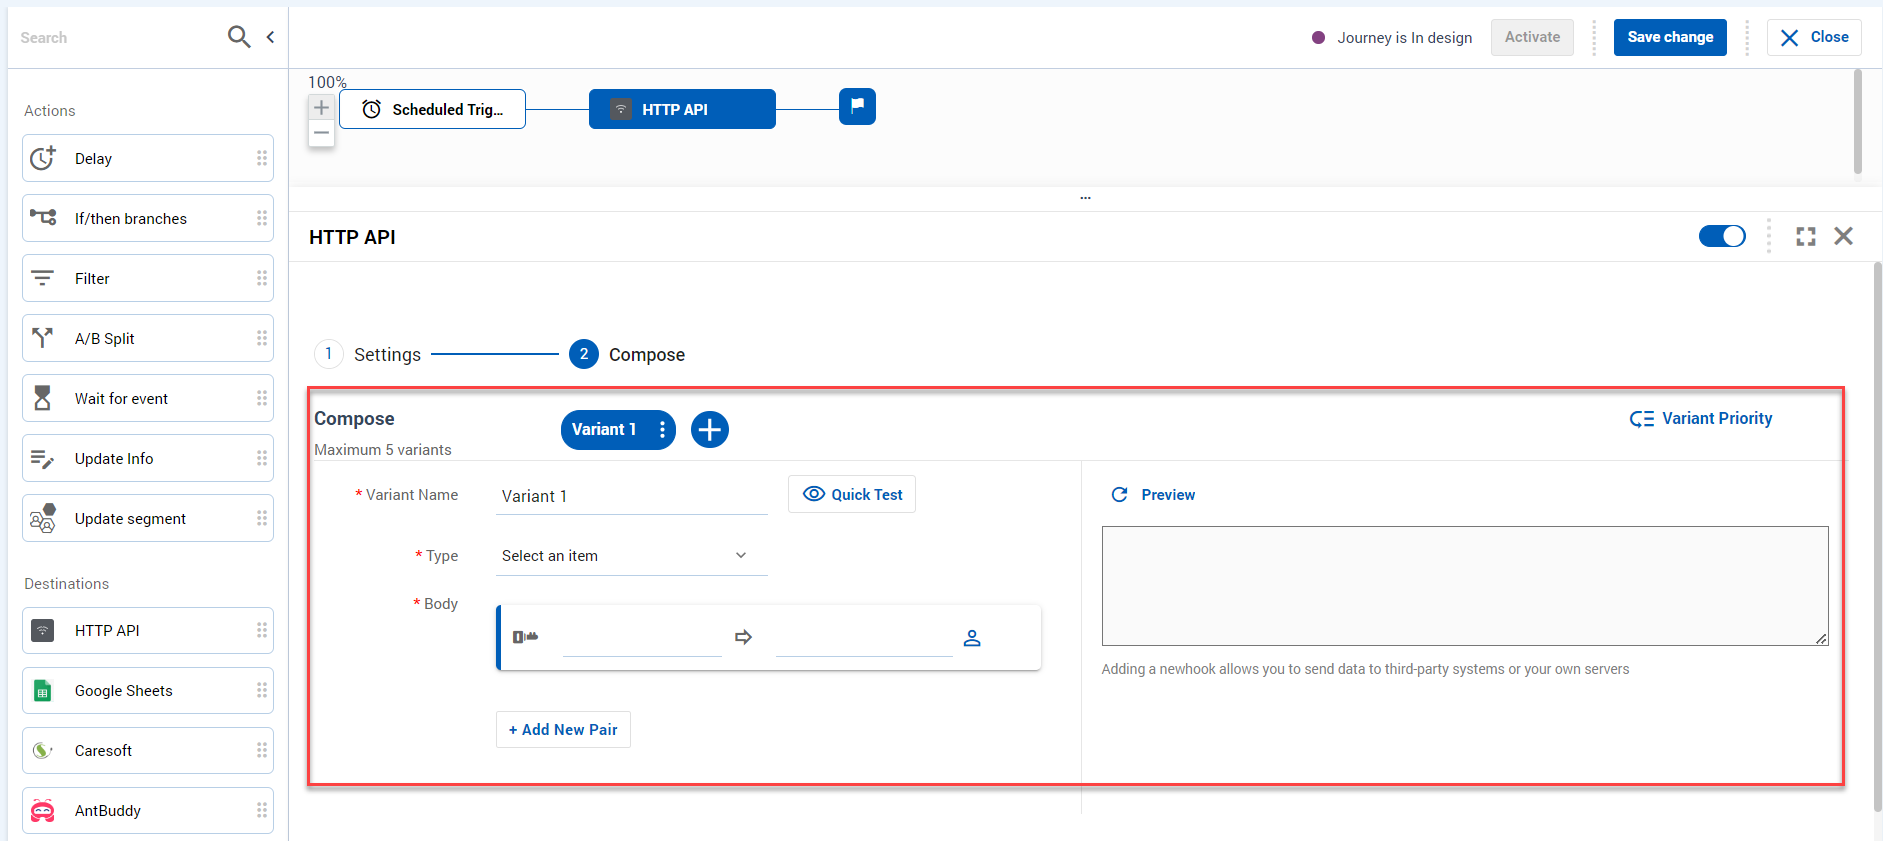 Search
Journey is In design
Activate
Save change
Close
Actions
Delay
If/then branches
Filter
A/B Split
Wait for event
Update Info
Update segment
Destinations
HTTP API
Google Sheets
Caresoft
AntBuddy
100%
+
−
Scheduled Trig...
HTTP API
...
HTTP API
1 Settings
2 Compose
Compose
Maximum 5 variants
Variant 1
Variant Priority
* Variant Name
Variant 1
Quick Test
* Type
Select an item
* Body
+ Add New Pair
Preview
Adding a newhook allows you to send data to third-party systems or your own servers